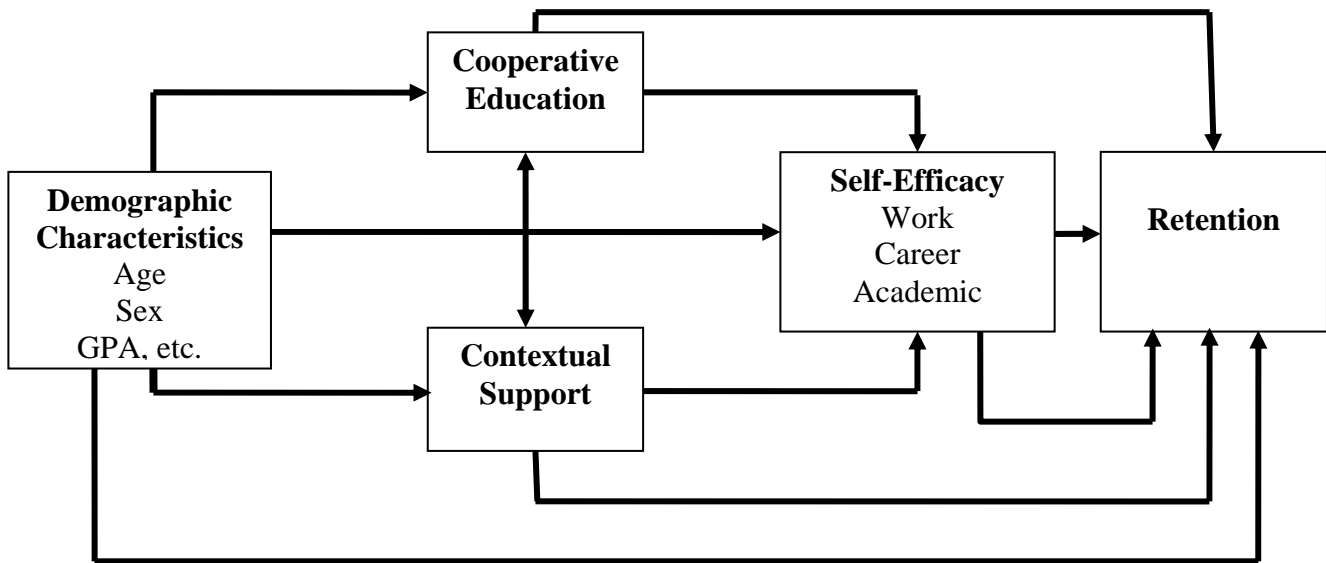 Cooperative
Education
Demographic
Characteristics
Age
Sex
GPA, etc.
Contextual
Support
Self-Efficacy
Work
Career
Academic
Retention